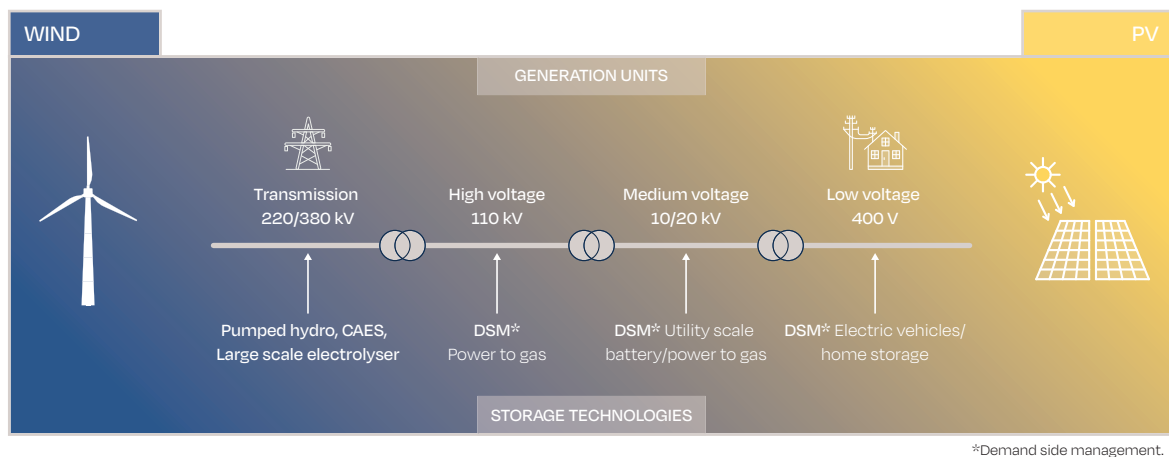 WIND
PV
GENERATION UNITS
Transmission
220/380 kV
High voltage
110 kV
Medium voltage
10/20 kV
Low voltage
400 V
Pumped hydro, CAES,
Large scale electrolyser
DSM*
Power to gas
DSM* Utility scale
battery/power to gas
DSM* Electric vehicles/
home storage
STORAGE TECHNOLOGIES
*Demand side management.